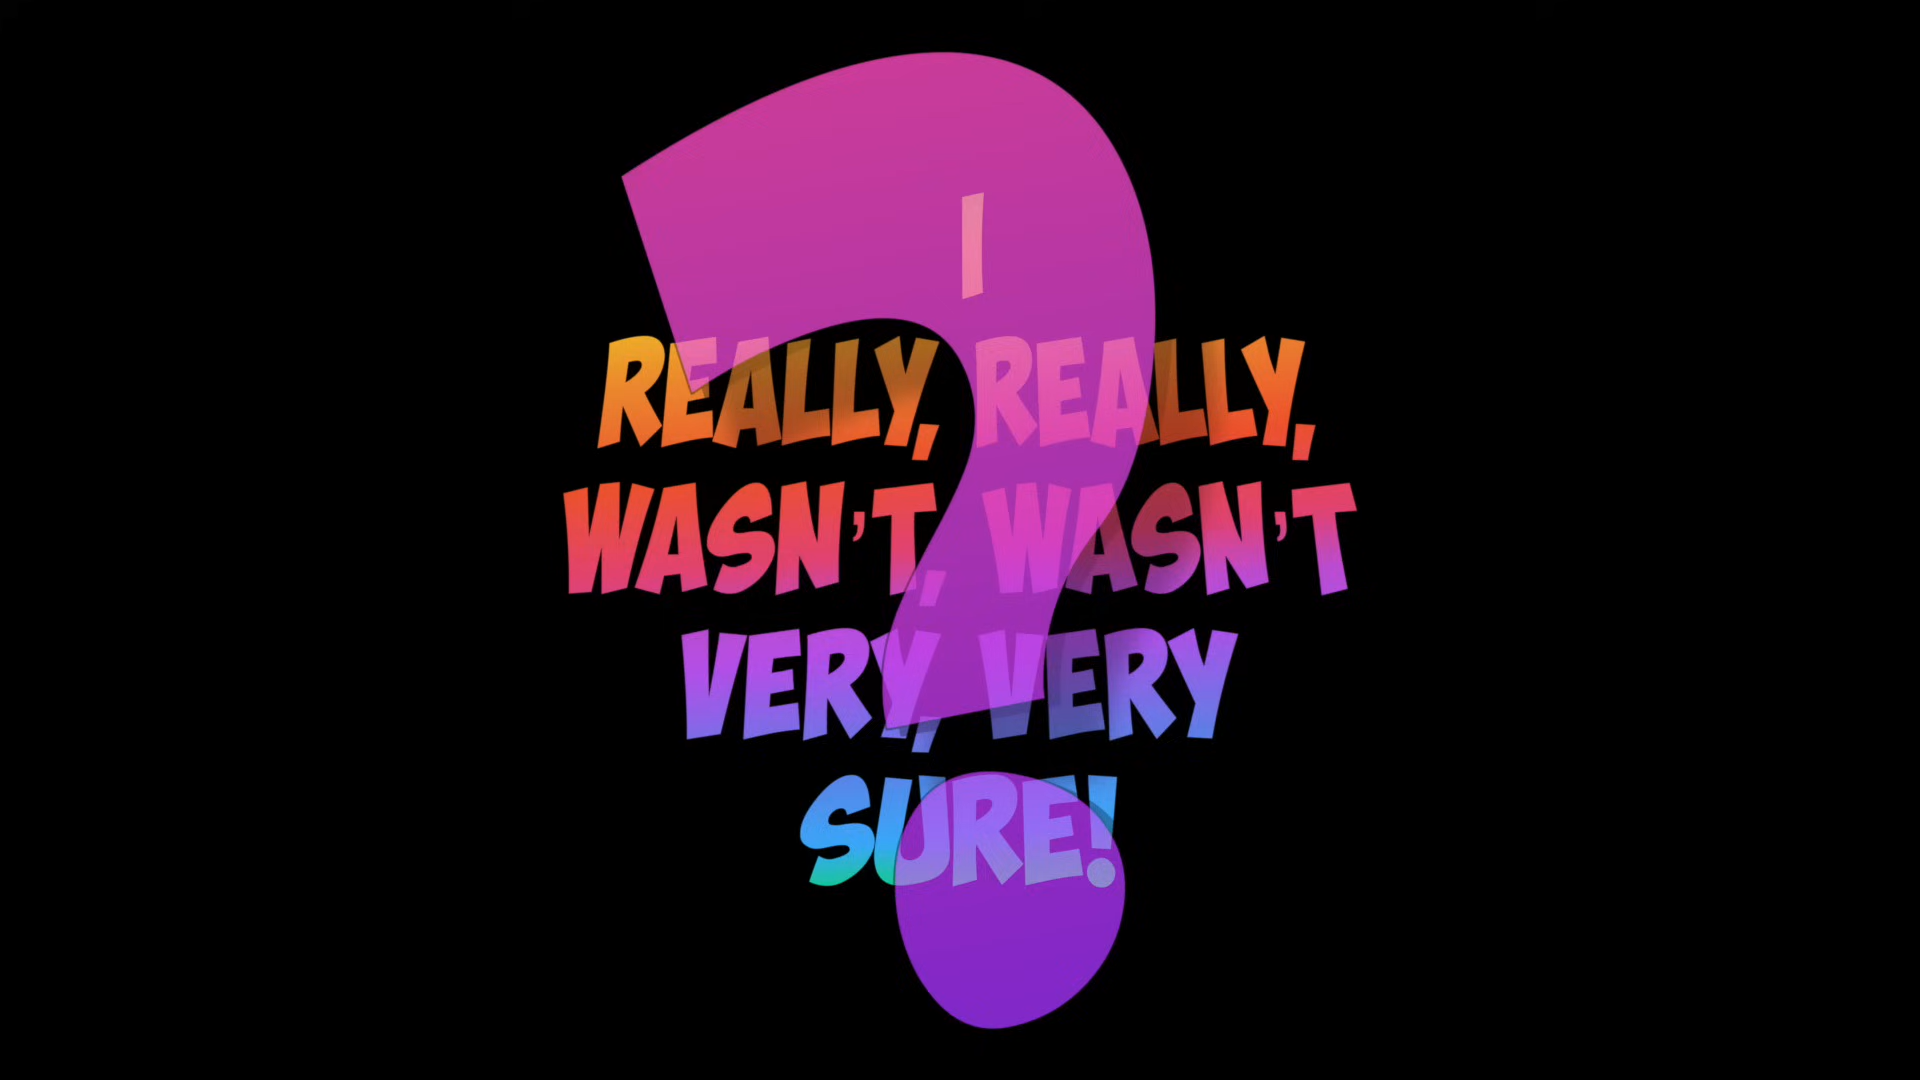 I
REALLY, REALLY,
WASN'T, WASN'T
VERY, VERY
SURE!
?